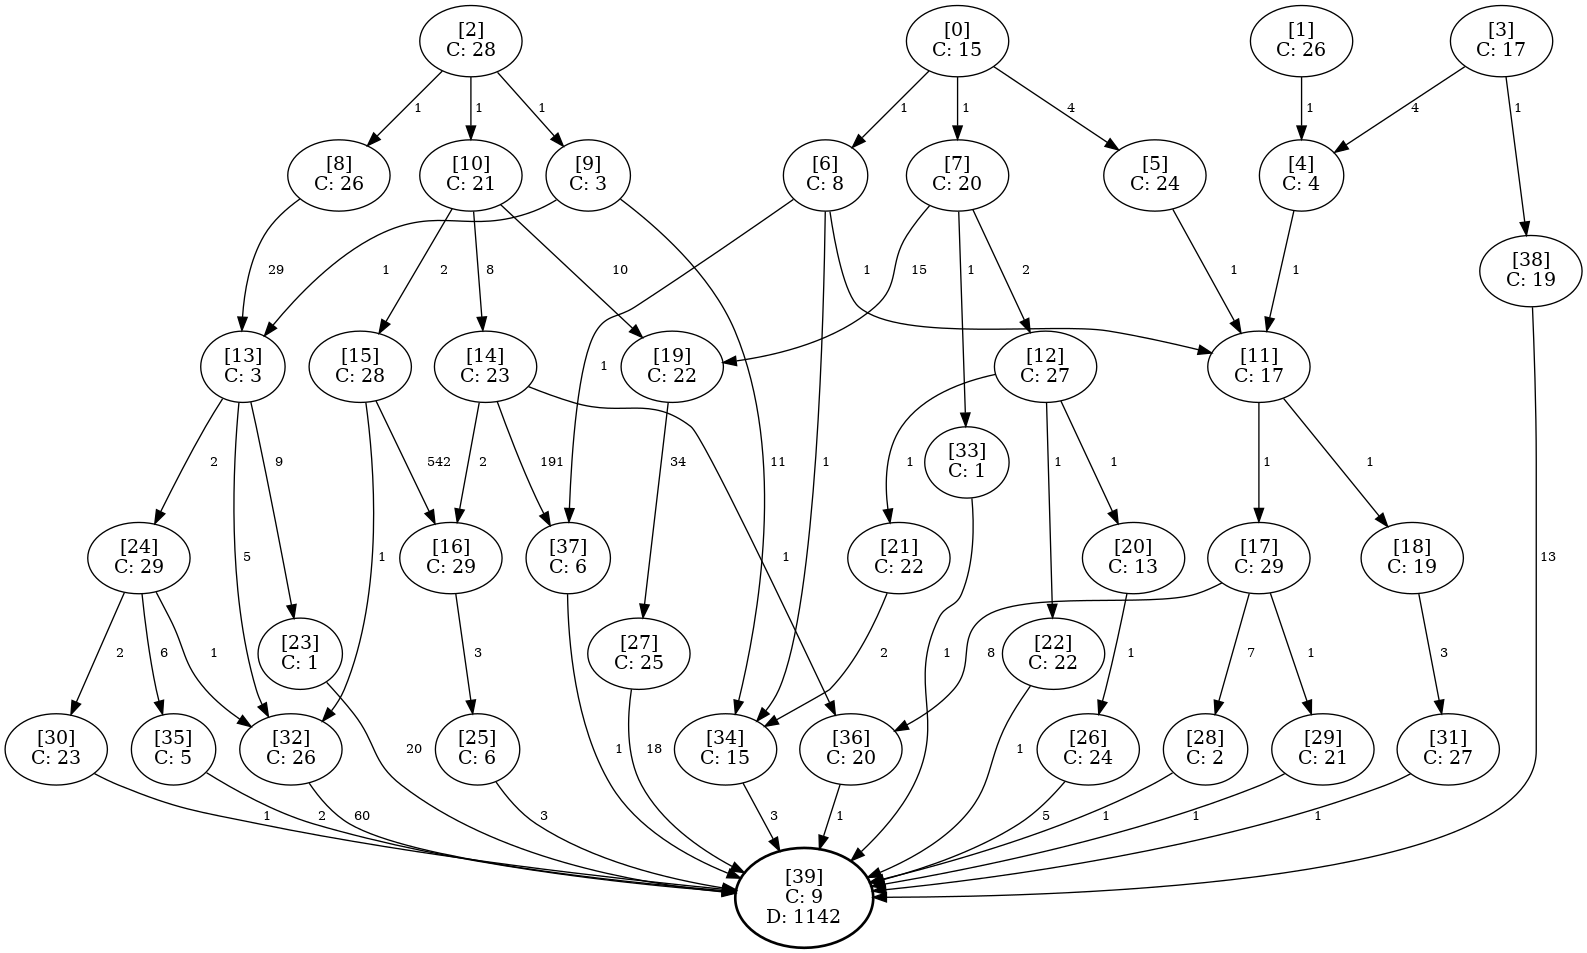 [2]
C: 28
[0]
C: 15
[1]
C: 26
[3]
C: 17
1
1
1
1
1
4
1
4
1
[8]
C: 26
[10]
C: 21
[9]
C: 3
[6]
C: 8
[7]
C: 20
[5]
C: 24
[4]
C: 4
[38]
C: 19
29
1
2
8
10
1
15
1
2
1
1
[13]
C: 3
[15]
C: 28
[14]
C: 23
[19]
C: 22
[12]
C: 27
[11]
C: 17
1
[33]
C: 1
2
5
9
542
2
191
34
11
1
1
1
1
1
1
[24]
C: 29
1
[16]
C: 29
[37]
C: 6
1
[21]
C: 22
[20]
C: 13
[17]
C: 29
[18]
C: 19
13
[23]
C: 1
[27]
C: 25
[22]
C: 22
2
6
1
3
2
1
8
1
7
1
3
[30]
C: 23
[35]
C: 5
[32]
C: 26
20
[25]
C: 6
1
18
[34]
C: 15
[36]
C: 20
1
[26]
C: 24
[28]
C: 2
[29]
C: 21
[31]
C: 27
1
2
60
3
3
1
5
1
1
1
[39]
C: 9
D: 1142